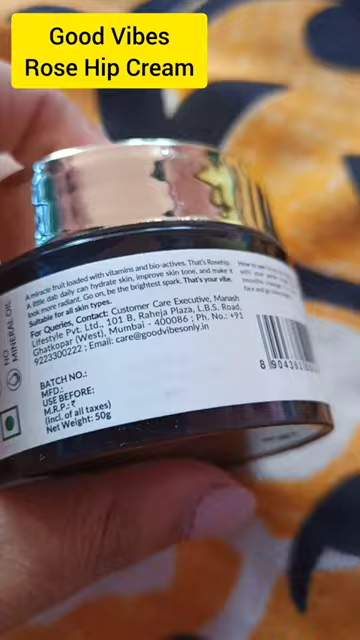 Good Vibes
Rose Hip Cream
A miracle fruit loaded with vitamins and bio-actives. That's Rosehip.
A little dab daily can hydrate skin, improve skin tone, and make it
look more radiant. Go on, be the brightest spark. That's your vibe.
Suitable for all skin types.
For Queries, Contact: Customer Care Executive, Manash
Lifestyle Pvt. Ltd., 101 B, Raheja Plaza, L.B.S. Road,
Ghatkopar (West), Mumbai - 400086 ; Ph. No.: +91
9223300222 ; Email: care@goodvibesonly.in
NO
MINERAL OIL
BATCH NO.:
MFD.:
USE BEFORE:
M.R.P.: ₹
(Incl. of all taxes)
Net Weight: 50g